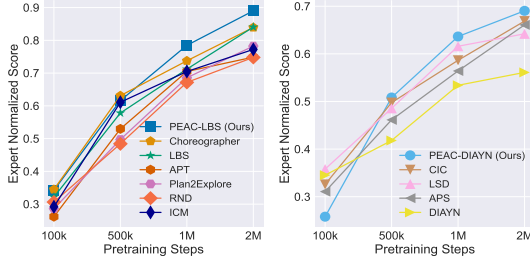 0.9
0.8
0.7
0.6
0.5
0.4
0.3
Expert Normalized Score
100k 500k 1M 2M
Pretraining Steps
PEAC-LBS (Ours)
Choreographer
LBS
APT
Plan2Explore
RND
ICM
0.7
0.6
0.5
0.4
0.3
Expert Normalized Score
100k 500k 1M 2M
Pretraining Steps
PEAC-DIAYN (Ours)
CIC
LSD
APS
DIAYN